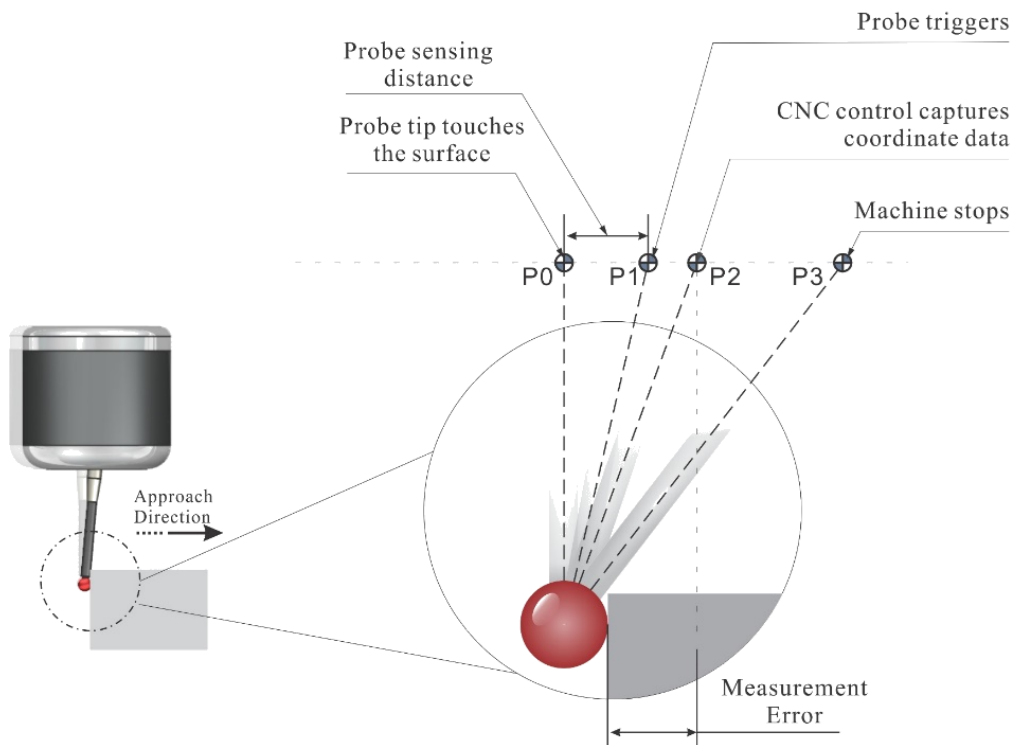 Probe triggers
Probe sensing
distance
CNC control captures
coordinate data
Probe tip touches
the surface
Machine stops
P0
P1
P2
P3
Approach
Direction
Measurement
Error